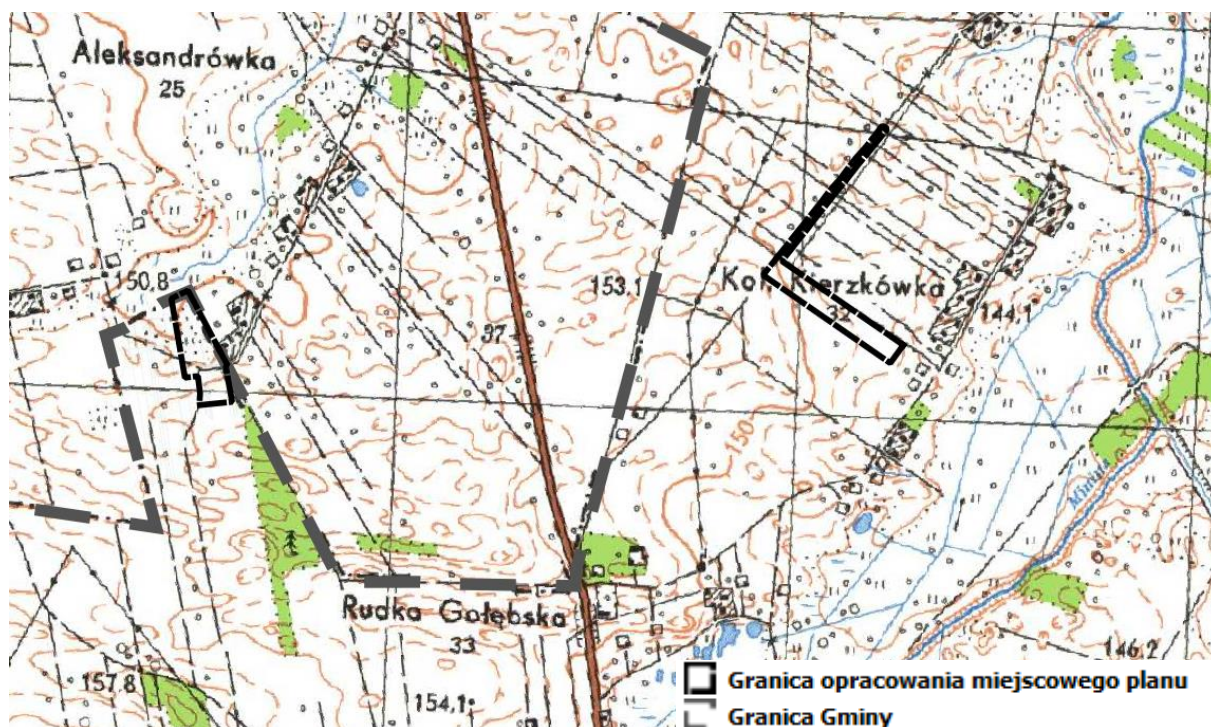 Aleksandrówka
25
150,8
37
153,1
Kol. Kierzkówka
32
144,1
150
Minina
Rudka Gołębska
33
157.8
154,1
146,2
Granica opracowania miejscowego planu
Granica Gminy